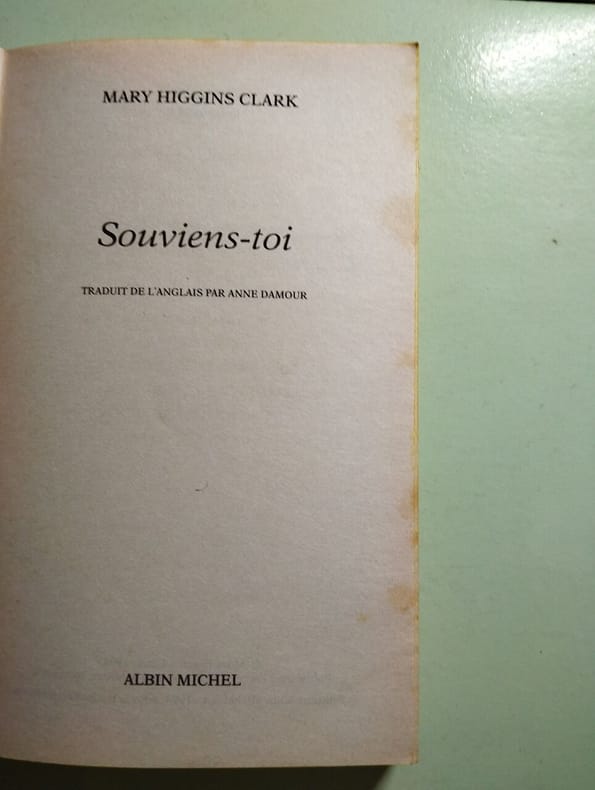 MARY HIGGINS CLARK
Souviens-toi
TRADUIT DE L'ANGLAIS PAR ANNE DAMOUR
ALBIN MICHEL